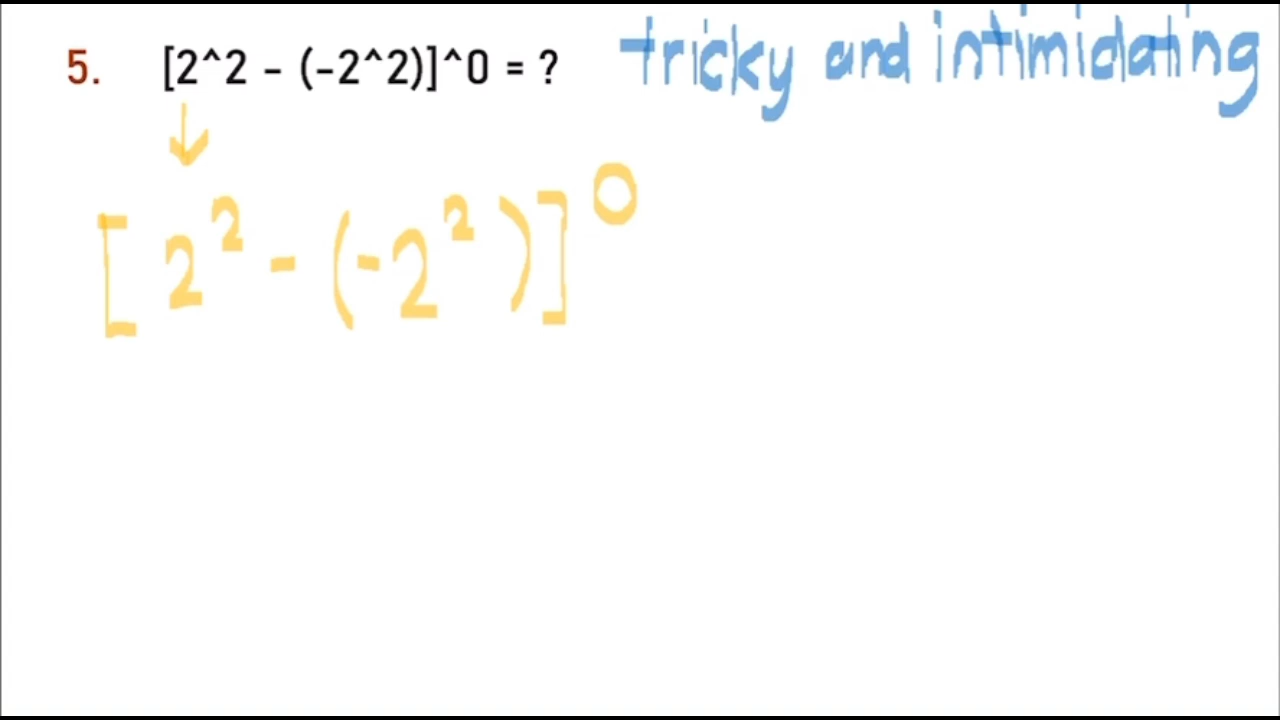 5. [2^2 - (-2^2)]^0 = ? tricky and intimidating
[2² - (-2²)]⁰